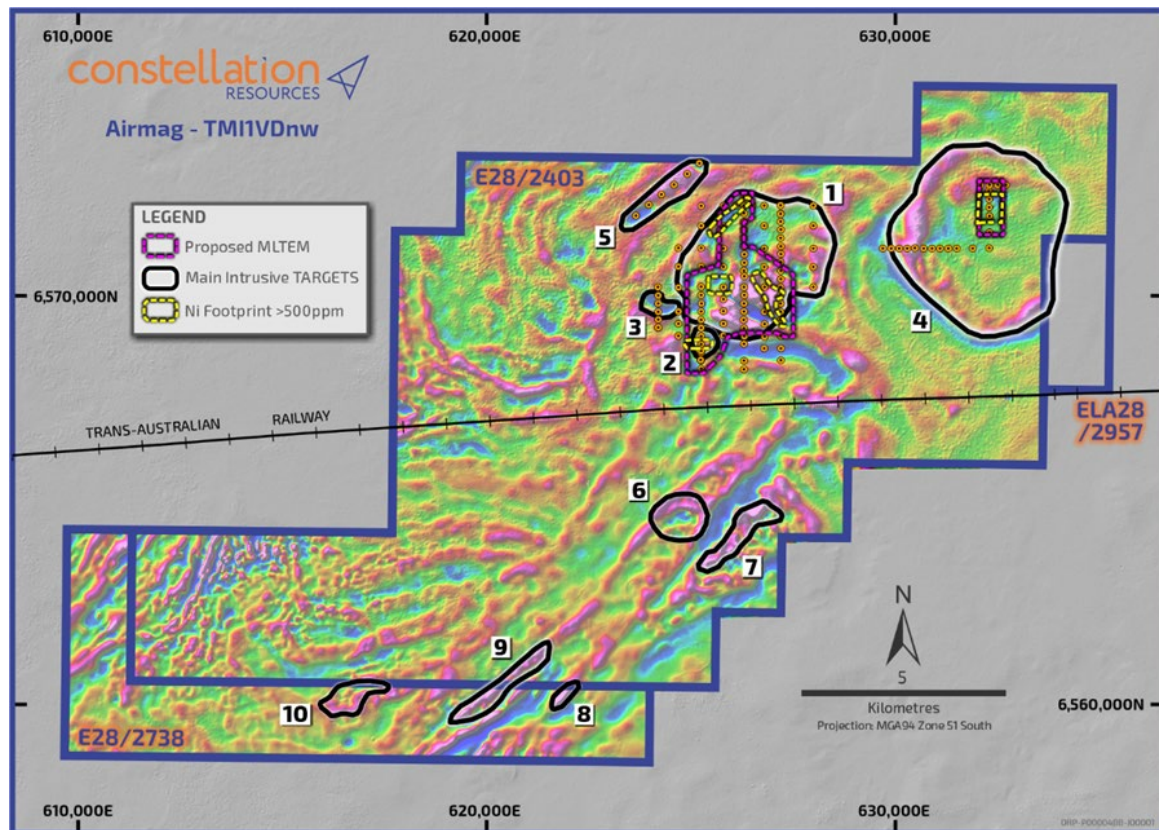 610,000E
620,000E
630,000E
constellation
RESOURCES
Airmag - TMI1VDnw
E28/2403
LEGEND
Proposed MLTEM
Main Intrusive TARGETS
Ni Footprint >500ppm
1
5
6,570,000N
3
4
2
TRANS-AUSTRALIAN RAILWAY
ELA28
/2957
6
7
N
9
5
Kilometres
Projection: MGA94 Zone 51 South
10
8
6,560,000N
E28/2738
610,000E
620,000E
630,000E